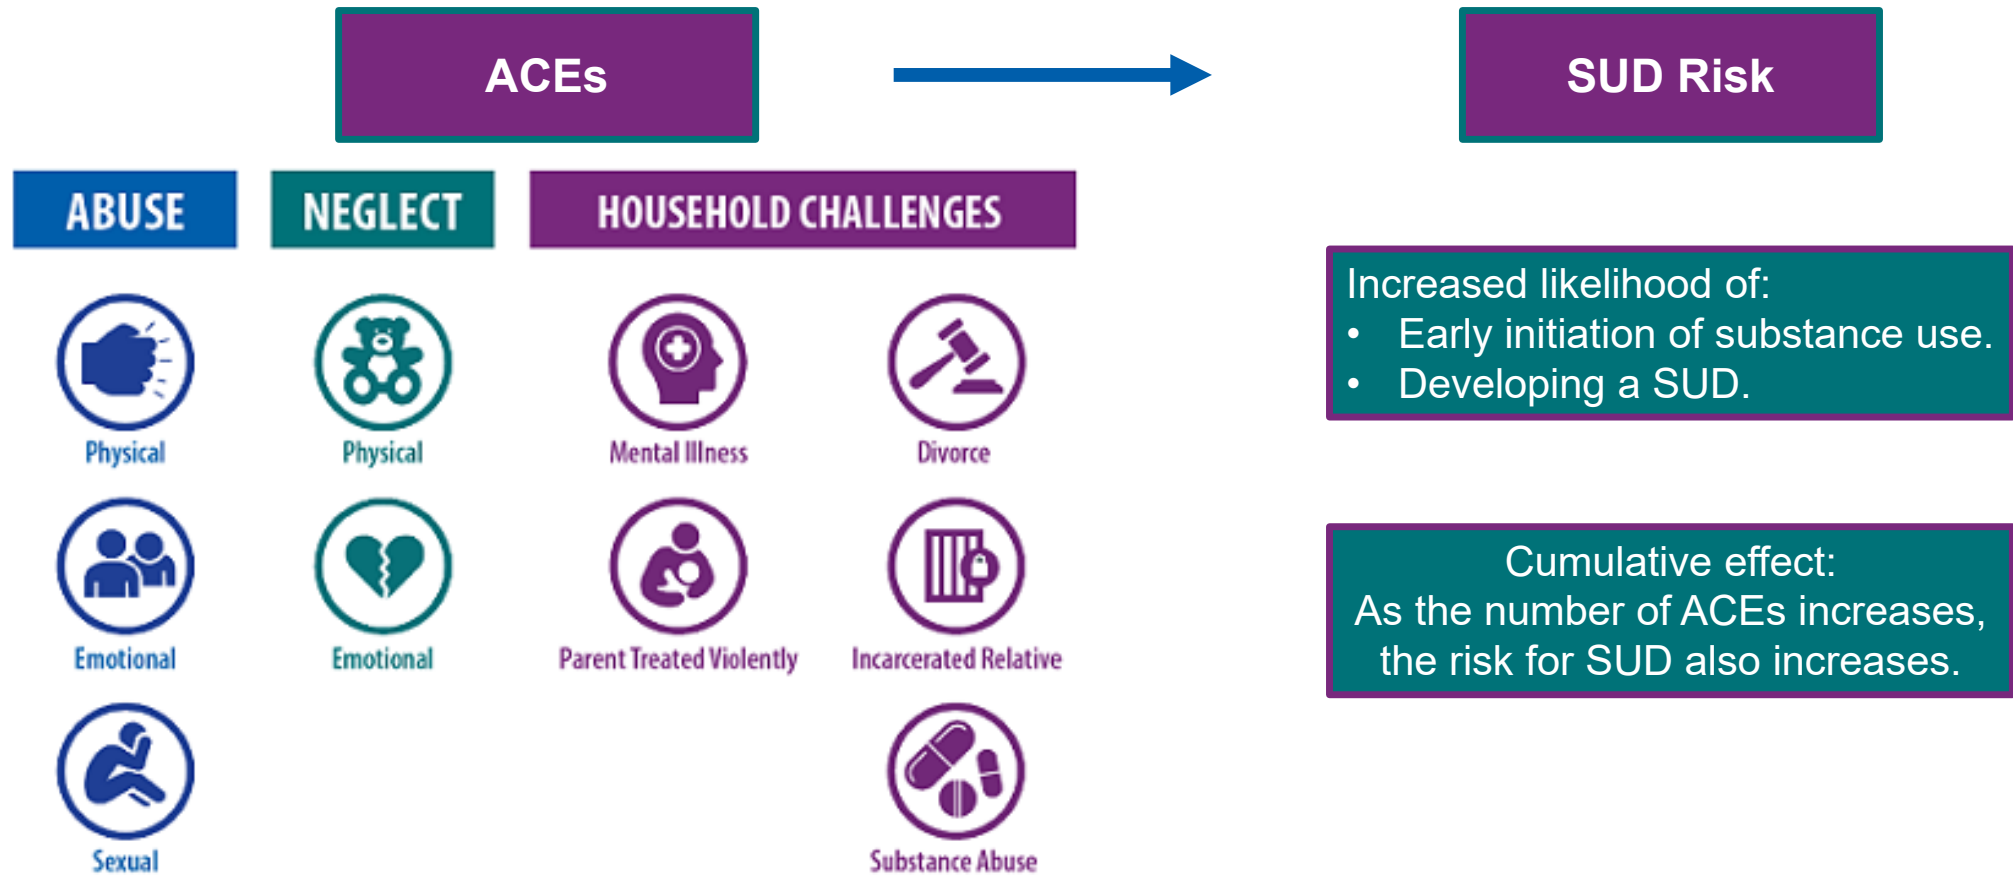 ACEs
SUD Risk
ABUSE
NEGLECT
HOUSEHOLD CHALLENGES
Physical
Physical
Mental Illness
Divorce
Emotional
Emotional
Parent Treated Violently
Incarcerated Relative
Sexual
Substance Abuse
Increased likelihood of:
• Early initiation of substance use.
• Developing a SUD.
Cumulative effect:
As the number of ACEs increases,
the risk for SUD also increases.